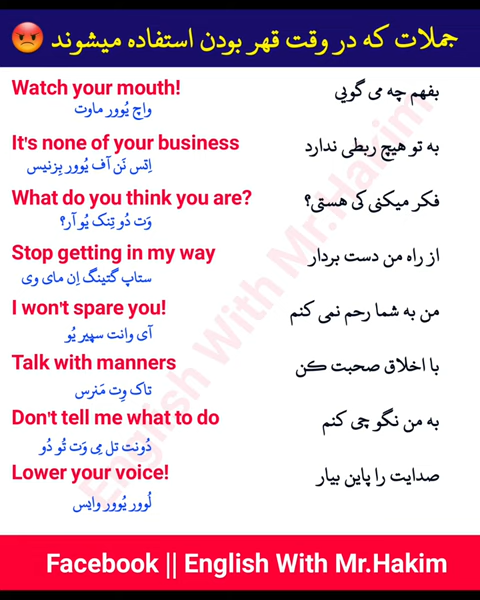 جملات که در وقت قهر بودن استفاده میشوند 😡
Watch your mouth! بفهم چه می گویی
واچ یُوور ماوت
It's none of your business به تو هیچ ربطی ندارد
اِتس نَن آف یُوور بِزنیس
What do you think you are? فکر میکنی کی هستی؟
وَت دُو تِنک یُو آر؟
Stop getting in my way از راه من دست بردار
ستاپ گتینگ اِن مای وی
I won't spare you! من به شما رحم نمی کنم
آی وانت سپیر یُو
Talk with manners با اخلاق صحبت کن
تاک وِت مَنرس
Don't tell me what to do به من نگو چی کنم
دُونت تل مِی وَت تُو دُو
Lower your voice! صدایت را پاین بیار
لُوور یُوور وایس
English With Mr.Hakim
Facebook || English With Mr.Hakim